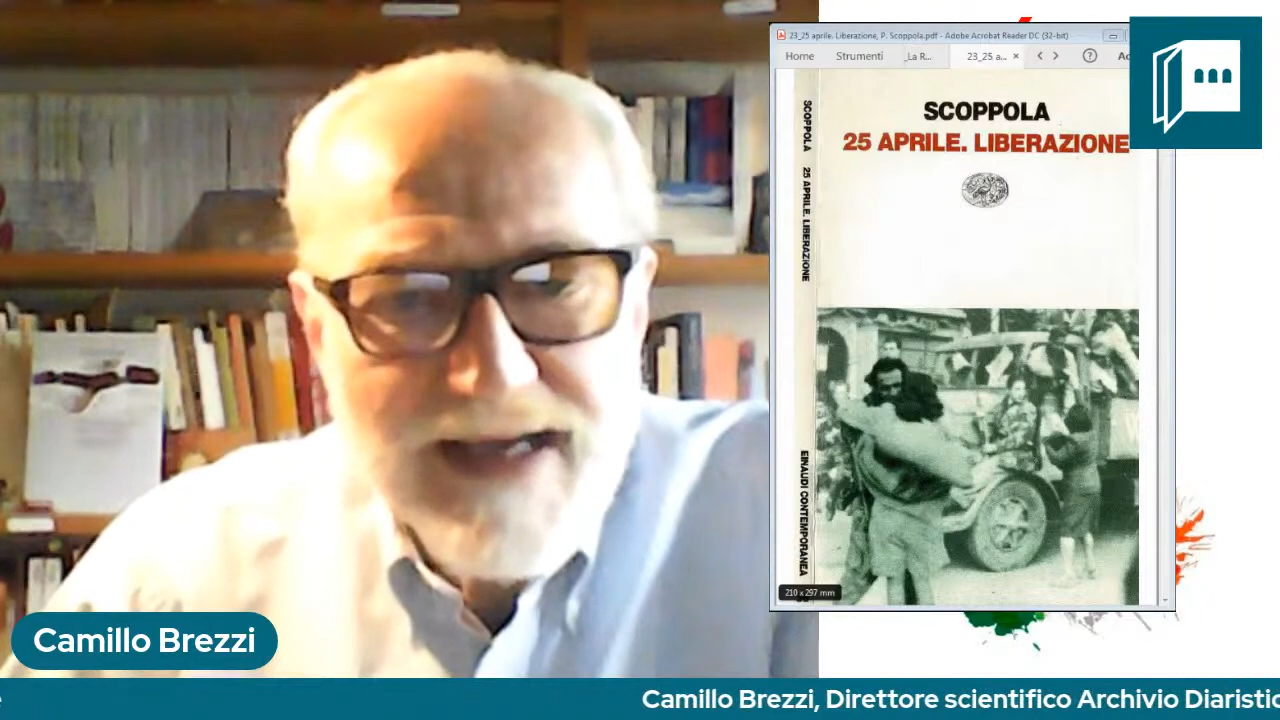 23_25 aprile. Liberazione, P. Scoppola.pdf - Adobe Acrobat Reader DC (32-bit)
Home Strumenti _La R... 23_25 a... ×
SCOPPOLA
25 APRILE. LIBERAZIONE
SCOPPOLA 25 APRILE. LIBERAZIONE EINAUDI CONTEMPORANEA
210 x 297 mm
Camillo Brezzi
Camillo Brezzi, Direttore scientifico Archivio Diaristic